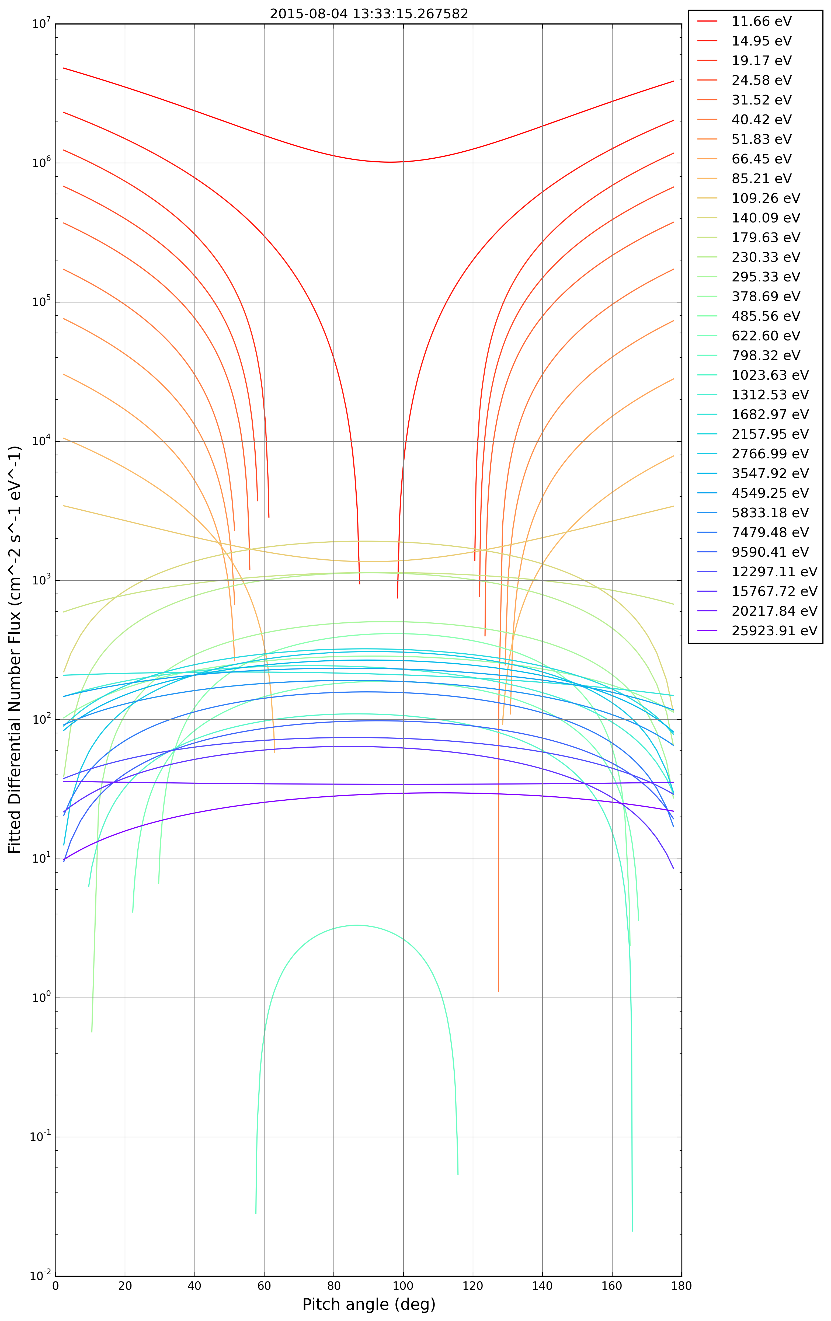 2015-08-04 13:33:15.267582
Fitted Differential Number Flux (cm^-2 s^-1 eV^-1)
10^7
10^6
10^5
10^4
10^3
10^2
10^1
10^0
10^-1
10^-2
0 20 40 60 80 100 120 140 160 180
Pitch angle (deg)
11.66 eV
14.95 eV
19.17 eV
24.58 eV
31.52 eV
40.42 eV
51.83 eV
66.45 eV
85.21 eV
109.26 eV
140.09 eV
179.63 eV
230.33 eV
295.33 eV
378.69 eV
485.56 eV
622.60 eV
798.32 eV
1023.63 eV
1312.53 eV
1682.97 eV
2157.95 eV
2766.99 eV
3547.92 eV
4549.25 eV
5833.18 eV
7479.48 eV
9590.41 eV
12297.11 eV
15767.72 eV
20217.84 eV
25923.91 eV